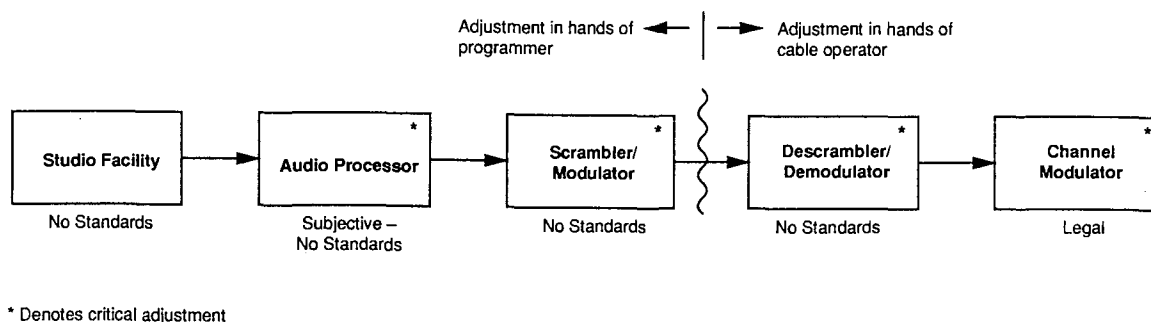 Adjustment in hands of
programmer
Adjustment in hands of
cable operator
Studio Facility
No Standards
*
Audio Processor
Subjective –
No Standards
*
Scrambler/
Modulator
No Standards
*
Descrambler/
Demodulator
No Standards
*
Channel
Modulator
Legal
* Denotes critical adjustment